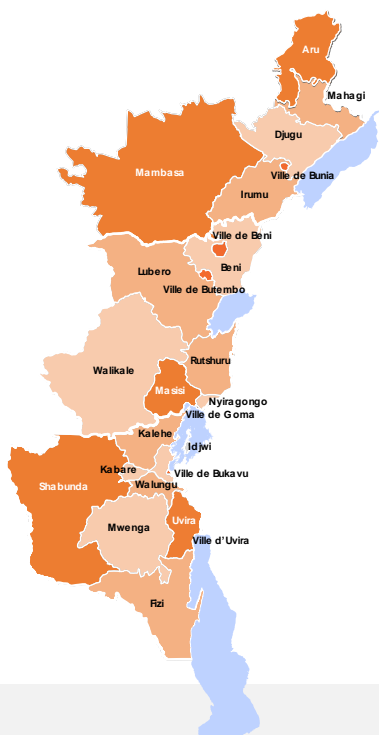 Aru
Mahagi
Djugu
Mambasa
Ville de Bunia
Irumu
Ville de Beni
Beni
Lubero
Ville de Butembo
Rutshuru
Walikale
Masisi
Nyiragongo
Ville de Goma
Kalehe
Idjwi
Kabare
Ville de Bukavu
Shabunda
Walungu
Uvira
Mwenga
Ville d'Uvira
Fizi